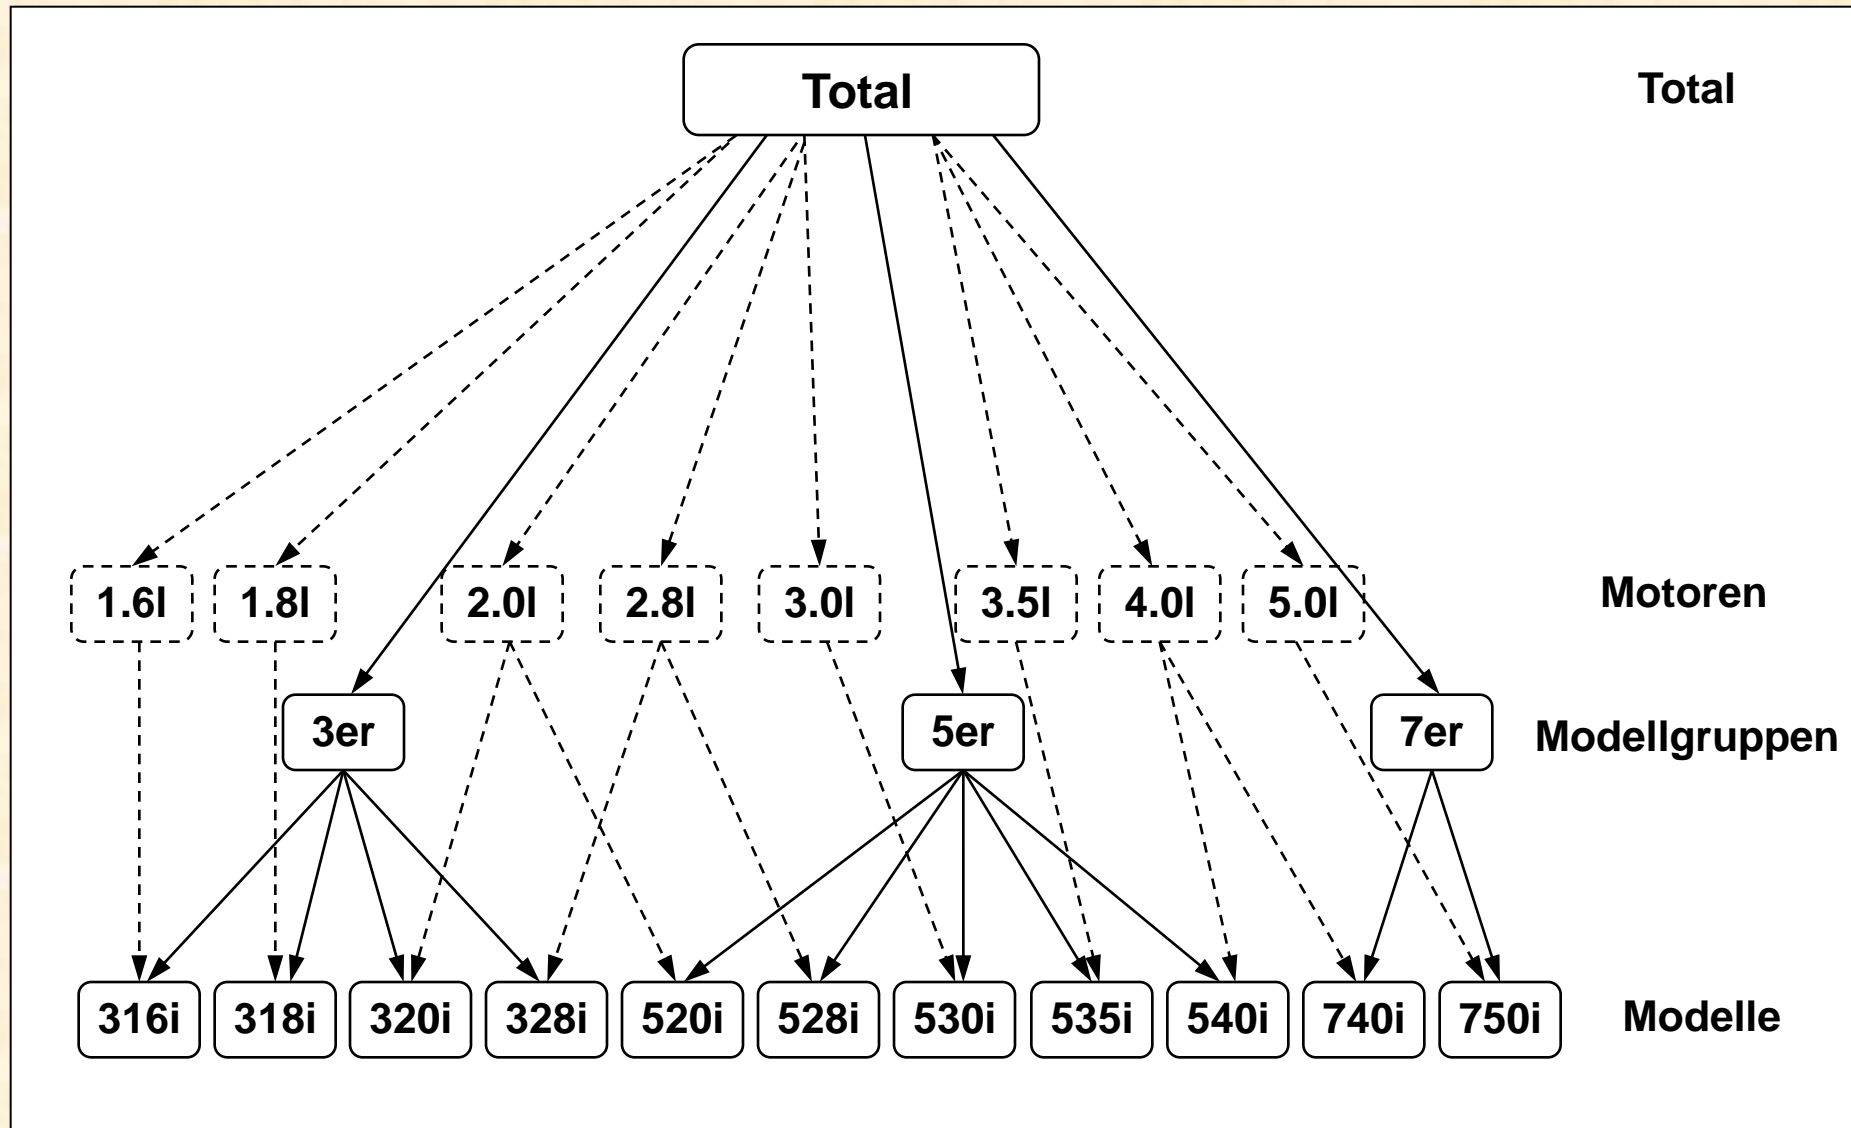 Total
Total
1.6l 1.8l 2.0l 2.8l 3.0l 3.5l 4.0l 5.0l
Motoren
3er 5er 7er
Modellgruppen
316i 318i 320i 328i 520i 528i 530i 535i 540i 740i 750i
Modelle